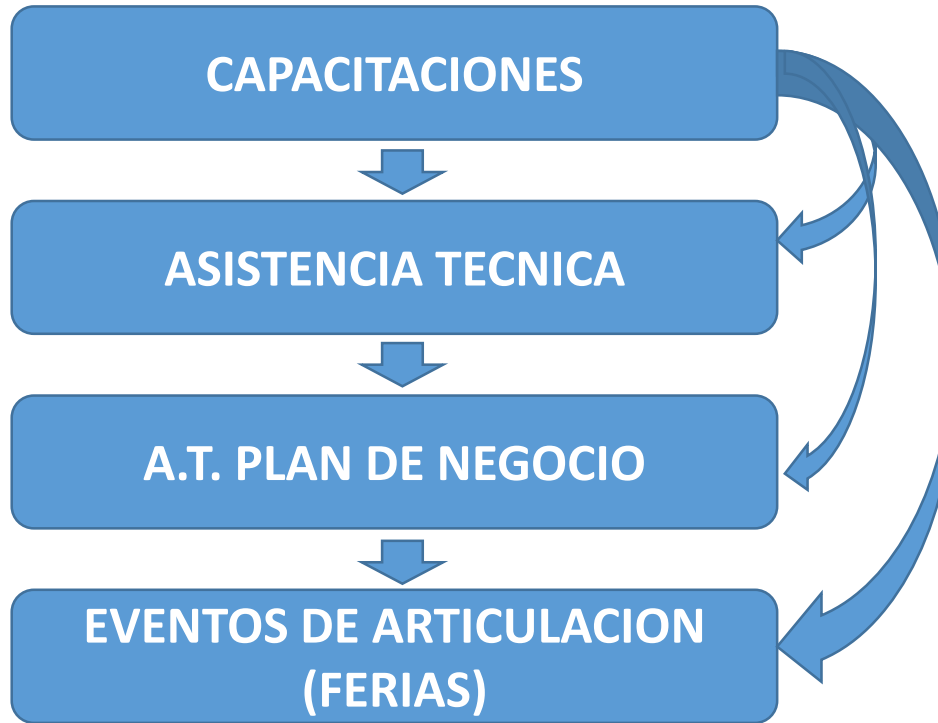 CAPACITACIONES
ASISTENCIA TECNICA
A.T. PLAN DE NEGOCIO
EVENTOS DE ARTICULACION
(FERIAS)